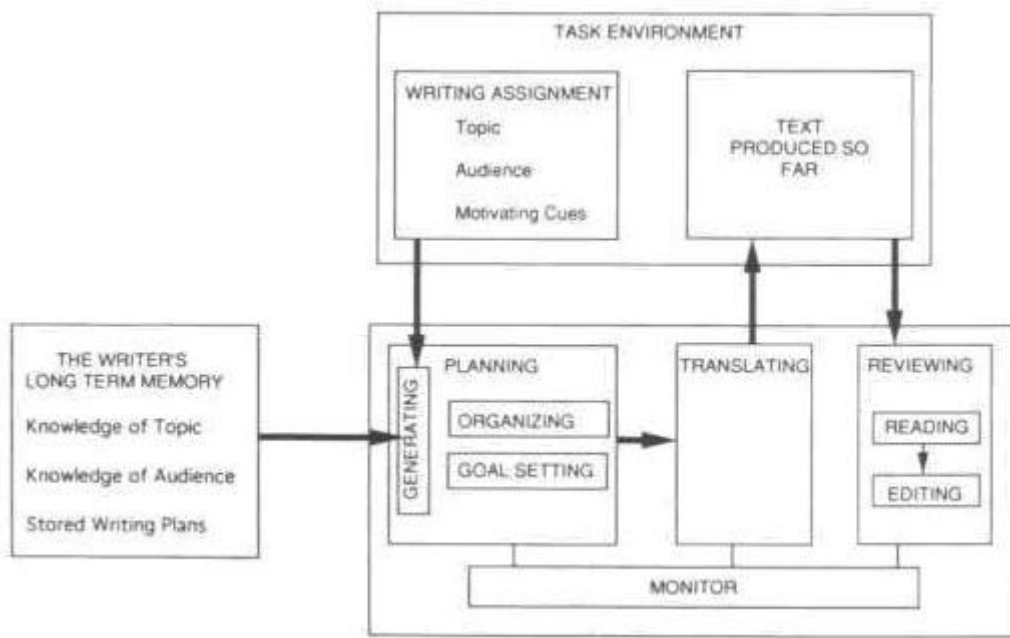 TASK ENVIRONMENT
WRITING ASSIGNMENT
Topic
Audience
Motivating Cues
TEXT
PRODUCED SO
FAR
THE WRITER'S
LONG TERM MEMORY
Knowledge of Topic
Knowledge of Audience
Stored Writing Plans
PLANNING
GENERATING
ORGANIZING
GOAL SETTING
TRANSLATING
REVIEWING
READING
EDITING
MONITOR